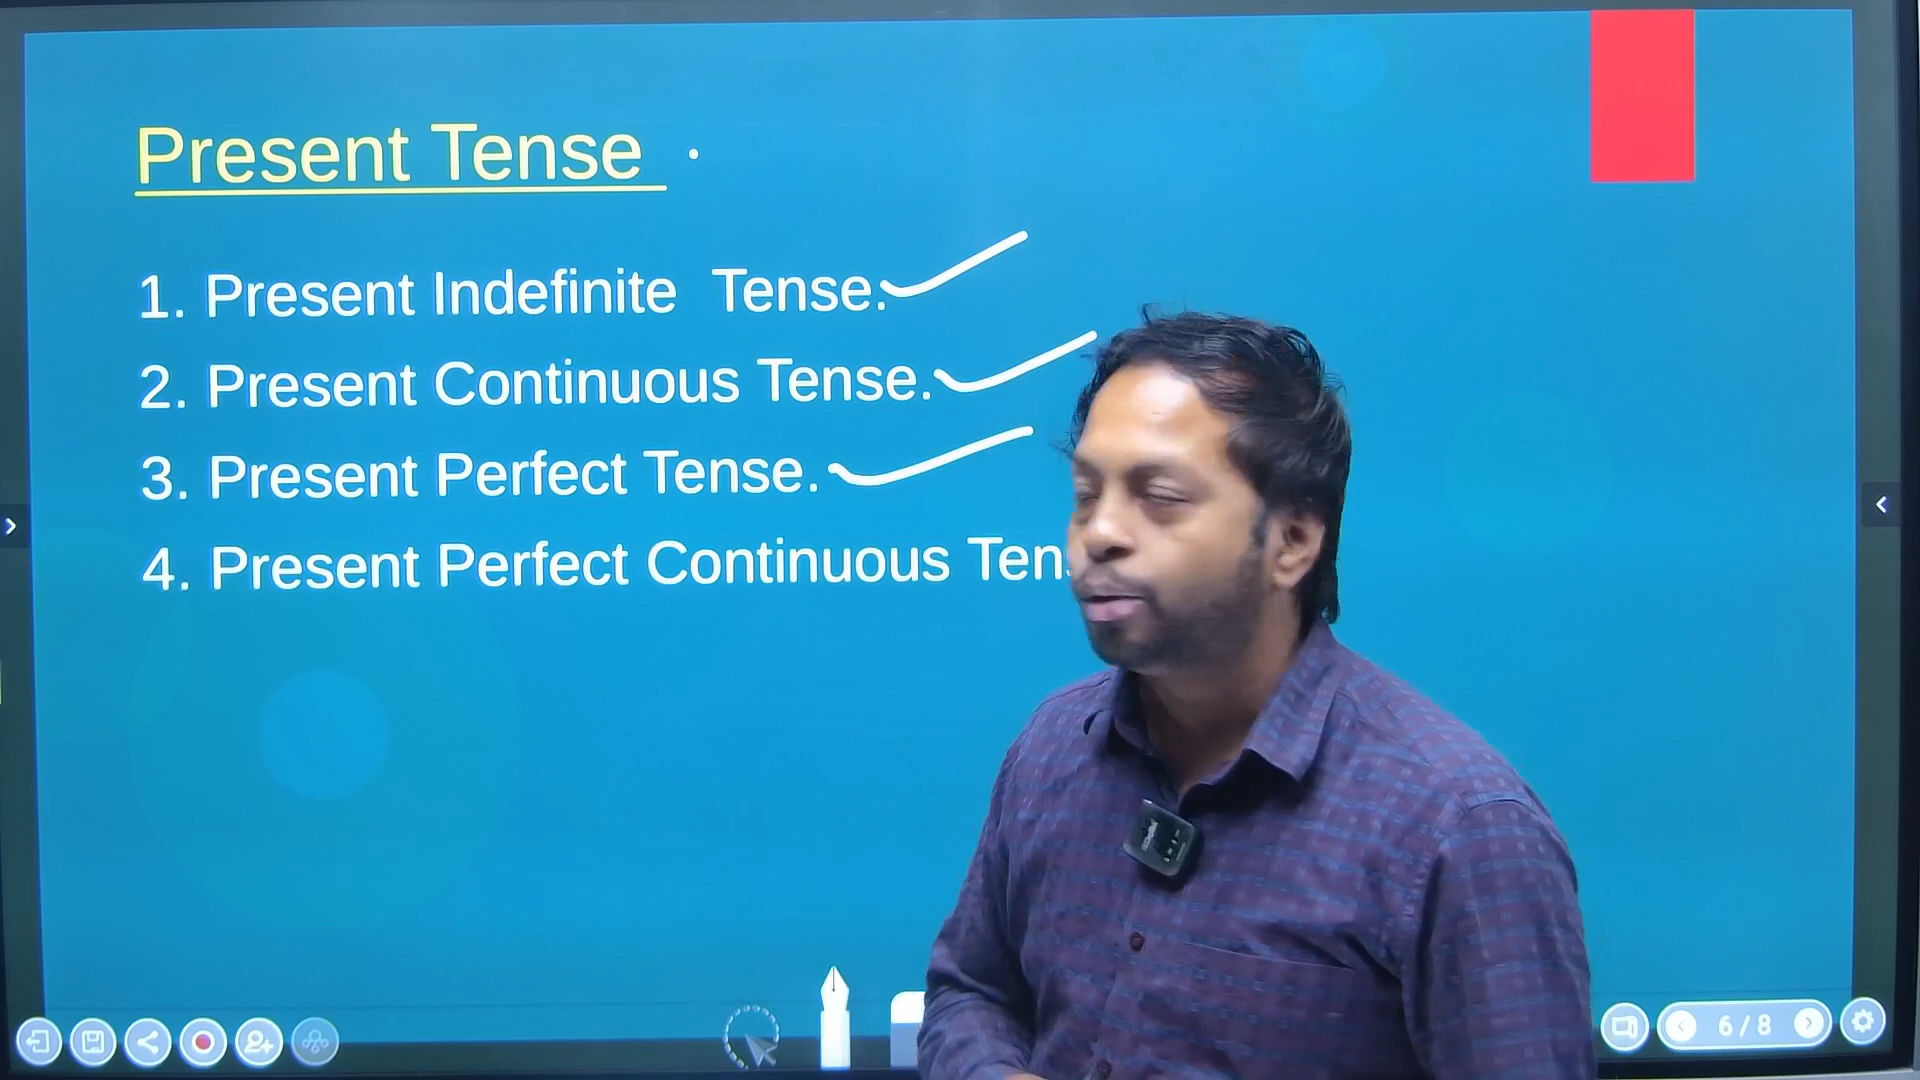 Present Tense
1. Present Indefinite Tense.
2. Present Continuous Tense.
3. Present Perfect Tense.
4. Present Perfect Continuous
6/8